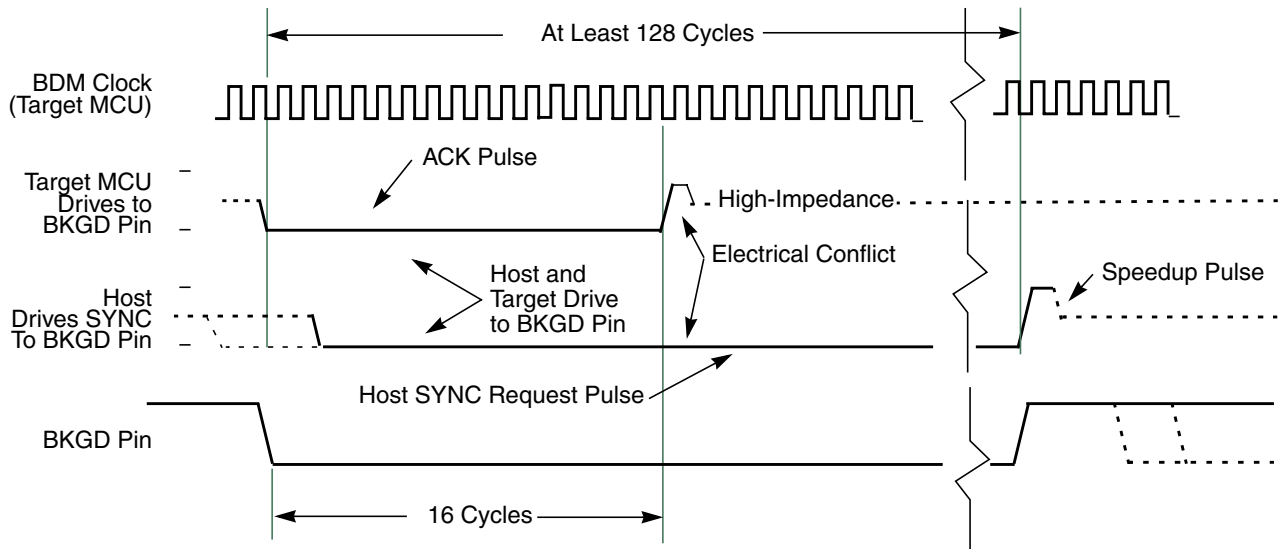 At Least 128 Cycles
BDM Clock
(Target MCU)
ACK Pulse
Target MCU
Drives to
BKGD Pin
High-Impedance
Electrical Conflict
Host and
Target Drive
to BKGD Pin
Speedup Pulse
Host
Drives SYNC
To BKGD Pin
Host SYNC Request Pulse
BKGD Pin
16 Cycles